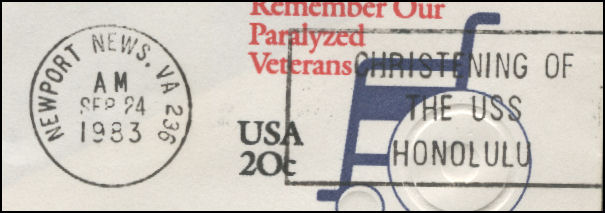 NEWPORT NEWS, VA 236
AM
SEP 24
1983
Remember Our
Paralyzed
Veterans
USA
20c
CHRISTENING OF
THE USS
HONOLULU